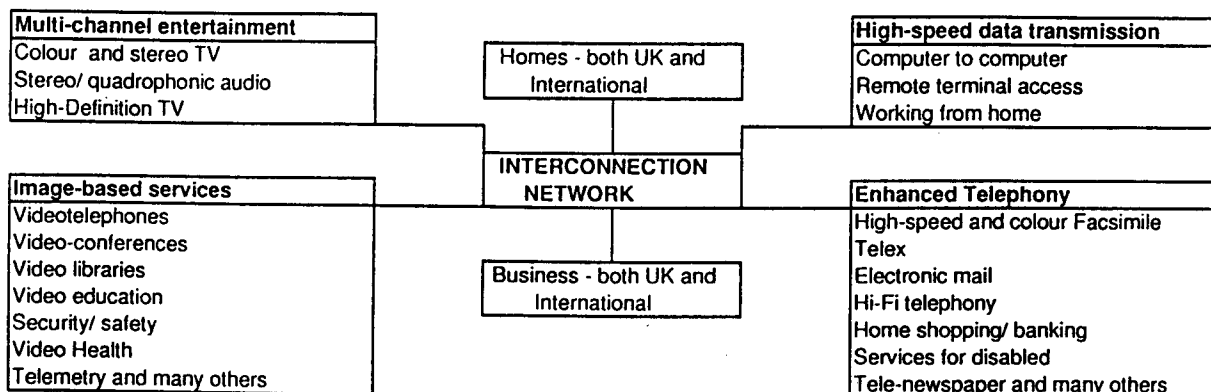 Multi-channel entertainment
Colour and stereo TV
Stereo/ quadrophonic audio
High-Definition TV
Homes - both UK and
International
High-speed data transmission
Computer to computer
Remote terminal access
Working from home
INTERCONNECTION
NETWORK
Image-based services
Videotelephones
Video-conferences
Video libraries
Video education
Security/ safety
Video Health
Telemetry and many others
Business - both UK and
International
Enhanced Telephony
High-speed and colour Facsimile
Telex
Electronic mail
Hi-Fi telephony
Home shopping/ banking
Services for disabled
Tele-newspaper and many others